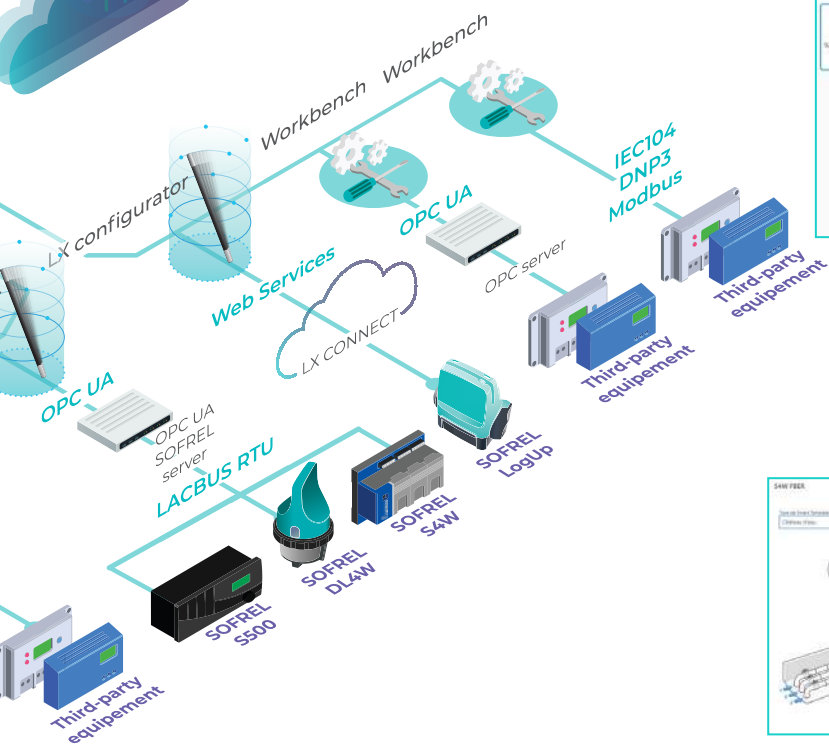 Workbench
Workbench
LX configurator
IEC104
DNP3
Modbus
OPC UA
OPC server
Third-party
equipement
Third-party
equipement
Web Services
LX CONNECT
OPC UA
OPC UA
SOFREL
server
LACBUS RTU
SOFREL
LogUp
SOFREL
S4W
SOFREL
DL4W
SOFREL
S500
Third-party
equipement
S4W FBER